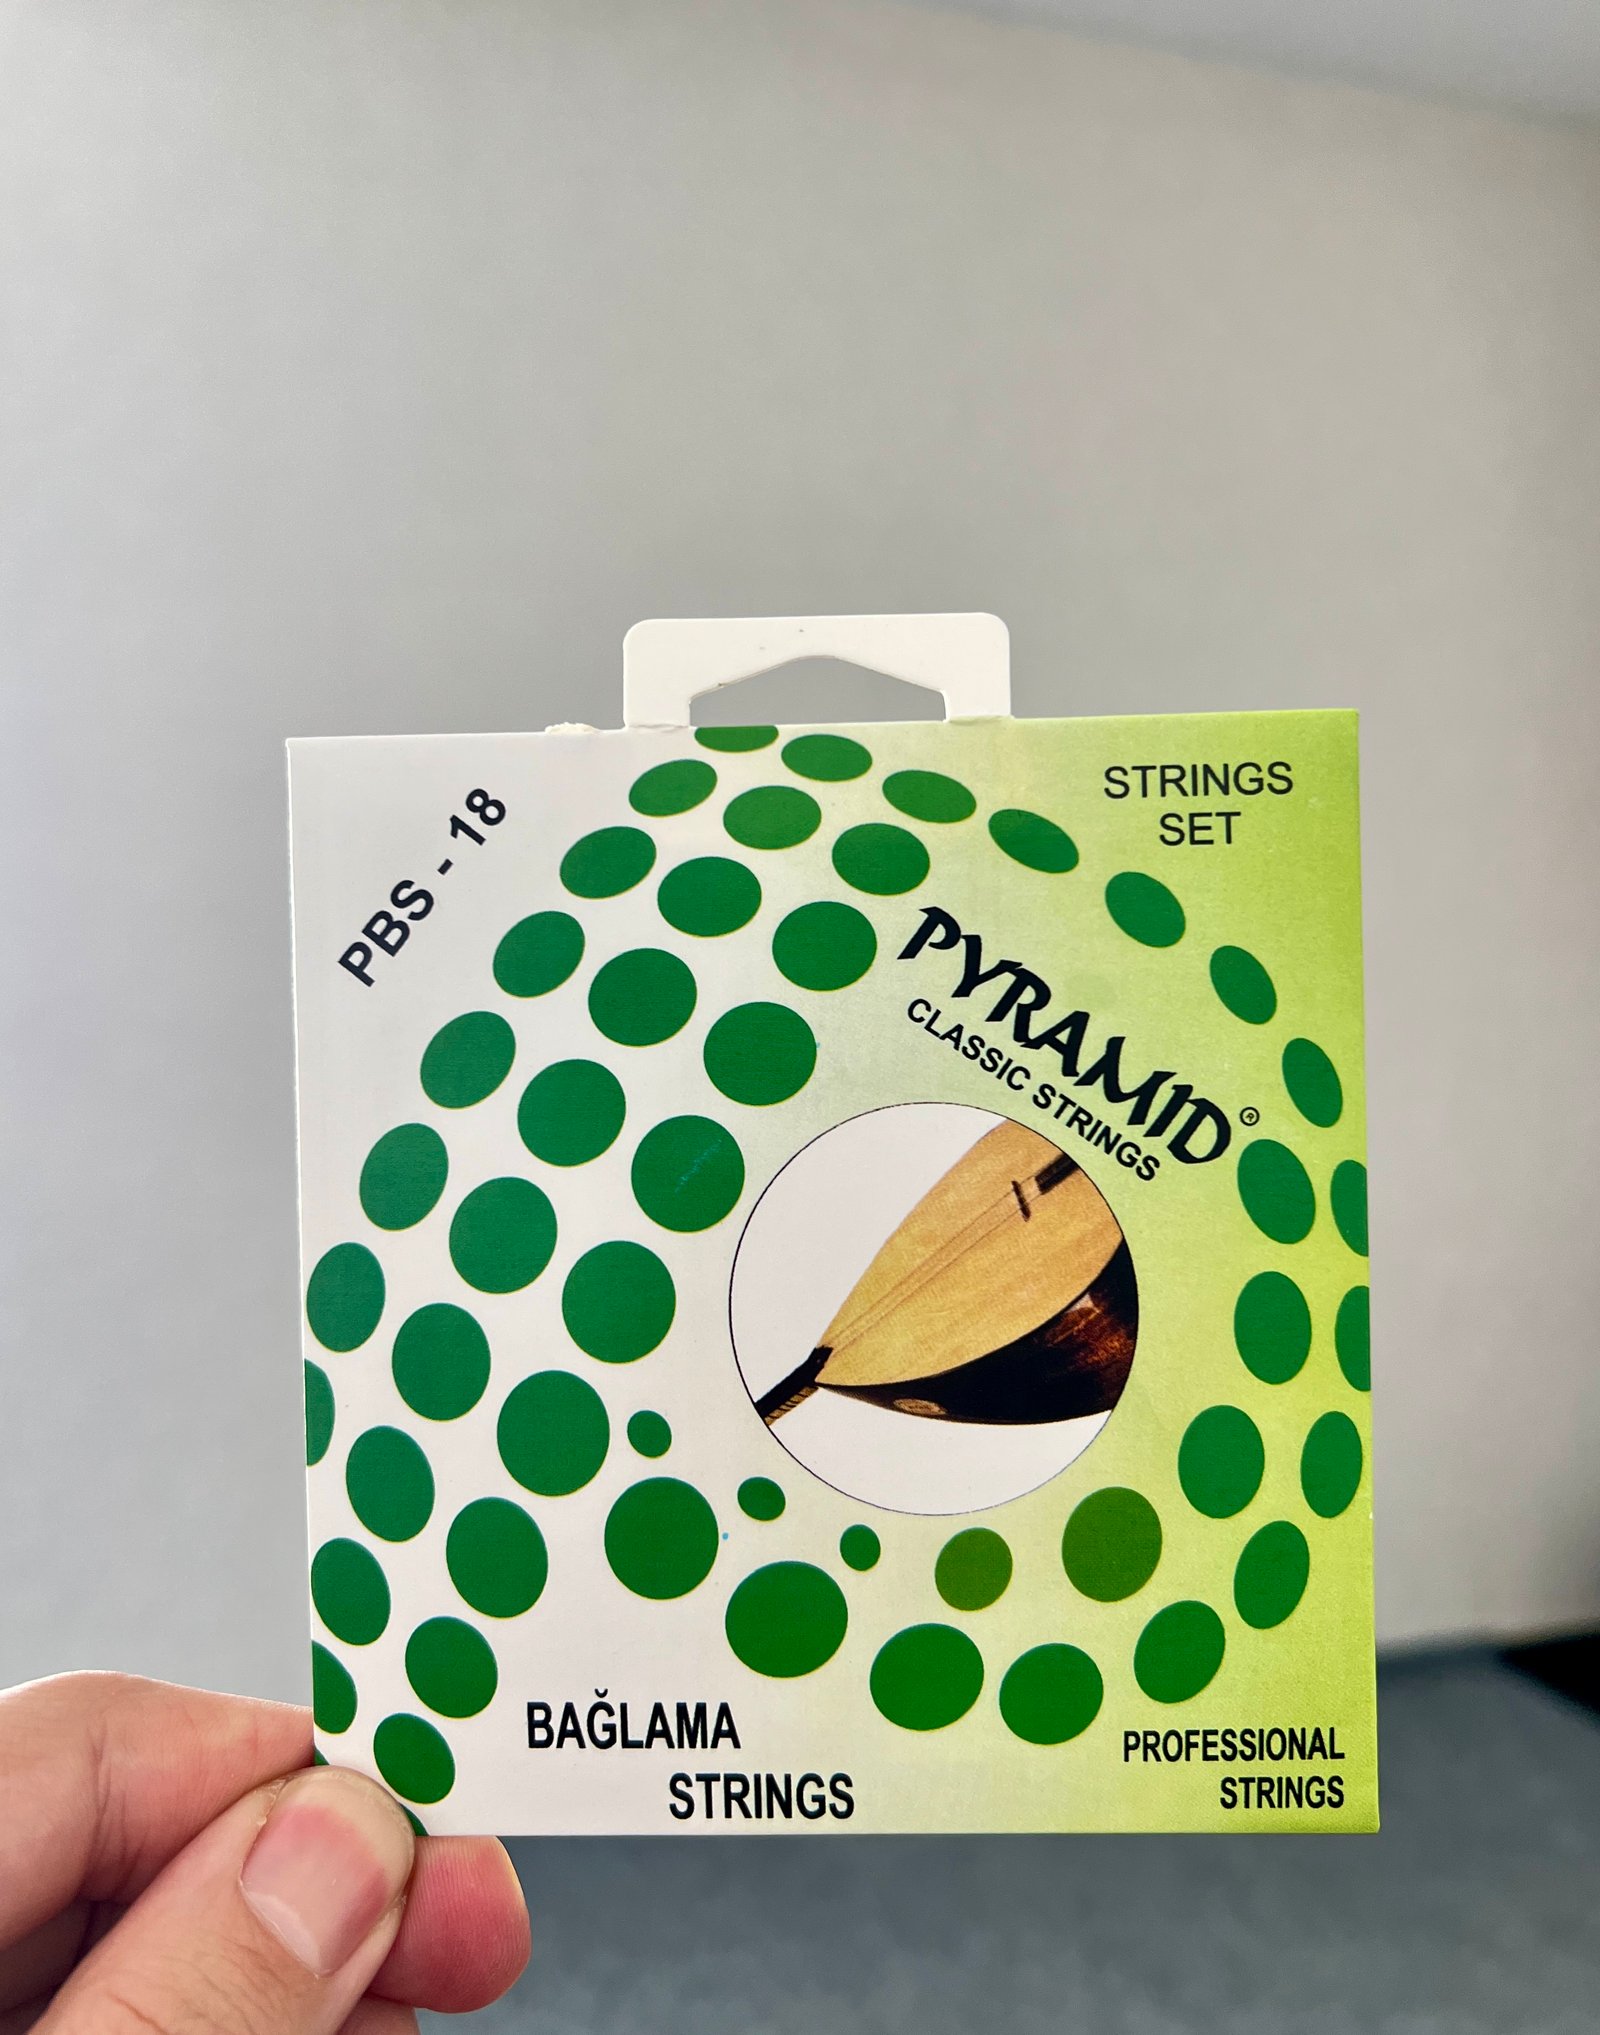 PBS - 18
STRINGS
SET
PYRAMID®
CLASSIC STRINGS
BAĞLAMA
STRINGS
PROFESSIONAL
STRINGS